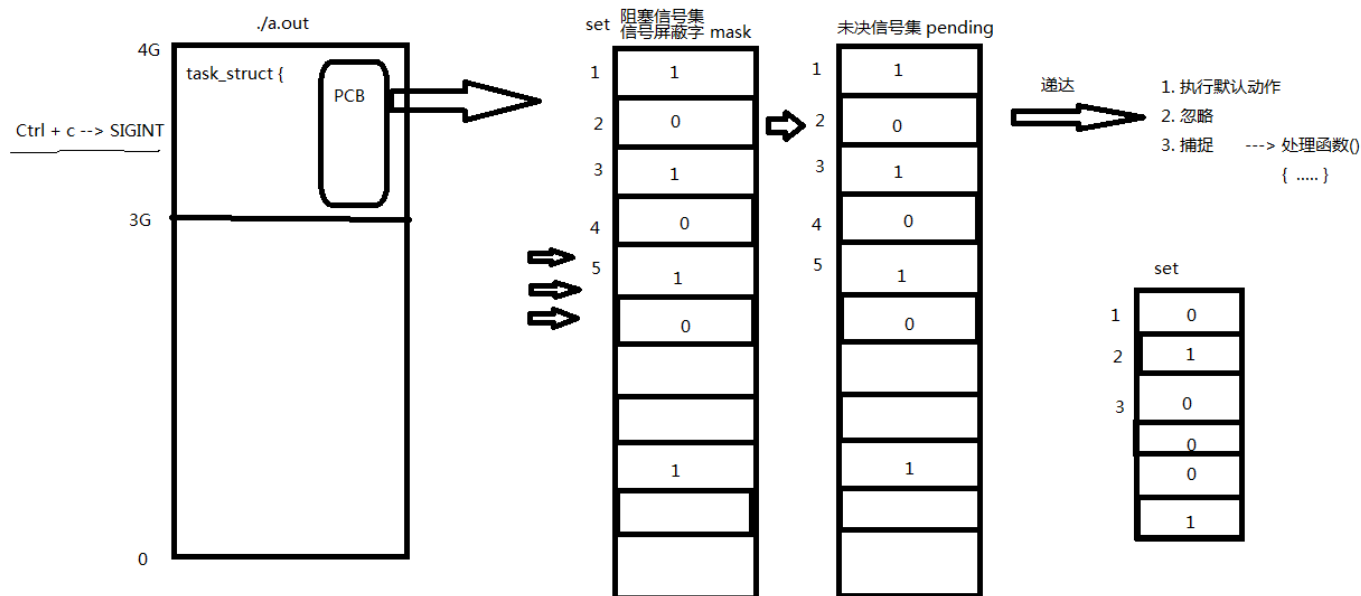 ./a.out
4G
task_struct {
PCB
Ctrl + c --> SIGINT
3G
0
set
阻塞信号集
信号屏蔽字 mask
1
1
2
0
3
1
4
0
5
1
0
1
未决信号集 pending
1
1
2
0
3
1
4
0
5
1
0
1
递达
1. 执行默认动作
2. 忽略
3. 捕捉 ---> 处理函数()
{ ..... }
set
1
0
2
1
3
0
0
0
1